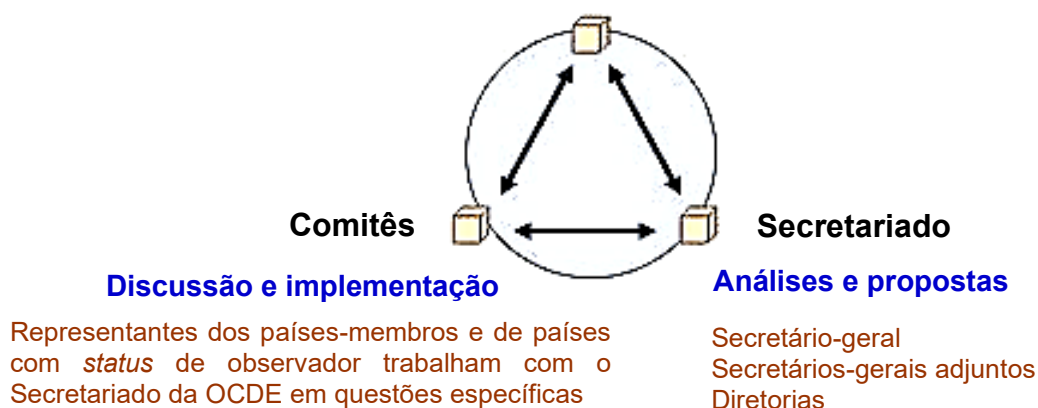 Comitês
Secretariado
Discussão e implementação
Análises e propostas
Representantes dos países-membros e de países
com status de observador trabalham com o
Secretariado da OCDE em questões específicas
Secretário-geral
Secretários-gerais adjuntos
Diretorias